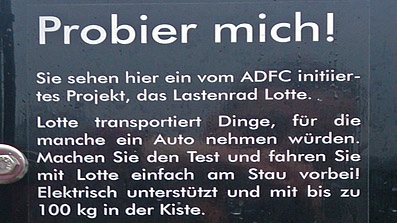 Probier mich!
Sie sehen hier ein vom ADFC initiier-
tes Projekt, das Lastenrad Lotte.
Lotte transportiert Dinge, für die
manche ein Auto nehmen würden.
Machen Sie den Test und fahren Sie
mit Lotte einfach am Stau vorbei!
Elektrisch unterstützt und mit bis zu
100 kg in der Kiste.